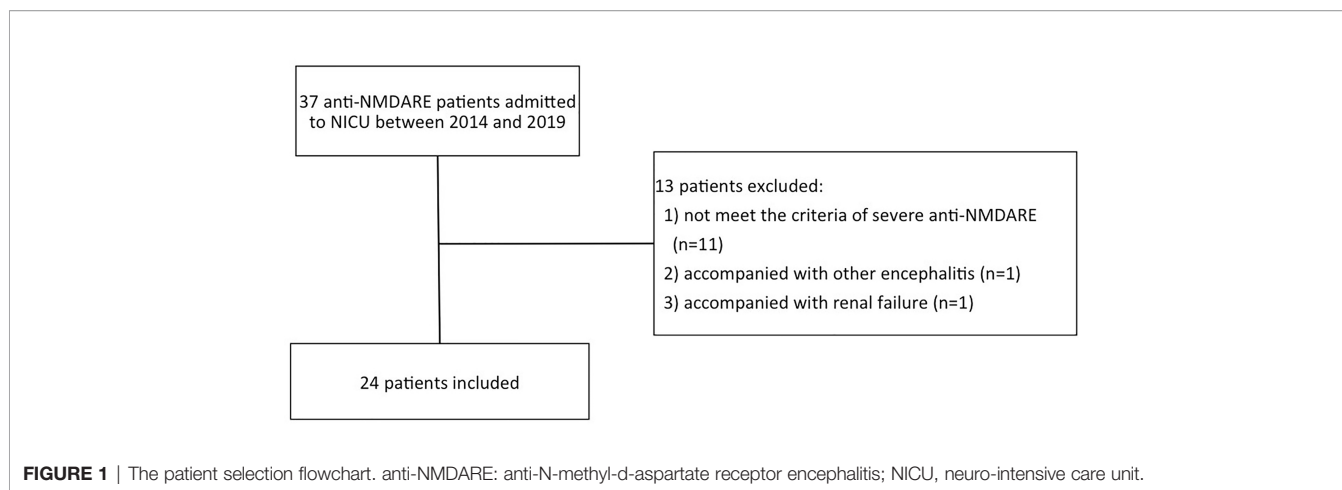 37 anti-NMDARE patients admitted
to NICU between 2014 and 2019
13 patients excluded:
1) not meet the criteria of severe anti-NMDARE
(n=11)
2) accompanied with other encephalitis (n=1)
3) accompanied with renal failure (n=1)
24 patients included
FIGURE 1 | The patient selection flowchart. anti-NMDARE: anti-N-methyl-d-aspartate receptor encephalitis; NICU, neuro-intensive care unit.